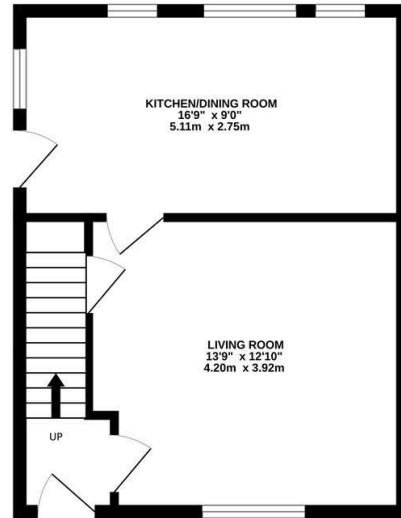 KITCHEN/DINING ROOM
16'9" x 9'0"
5.11m x 2.75m
LIVING ROOM
13'9" x 12'10"
4.20m x 3.92m
UP